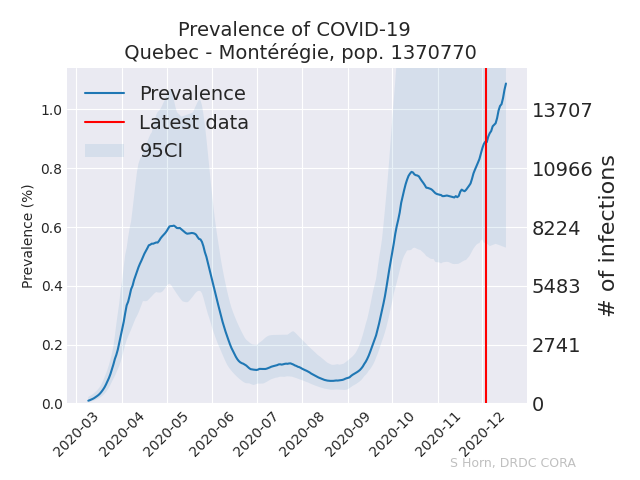 Prevalence of COVID-19
Quebec - Montérégie, pop. 1370770
Prevalence
Latest data
95CI
Prevalence (%)
1.0
0.8
0.6
0.4
0.2
0.0
13707
10966
8224
5483
2741
0
# of infections
2020-03
2020-04
2020-05
2020-06
2020-07
2020-08
2020-09
2020-10
2020-11
2020-12
S Horn, DRDC CORA